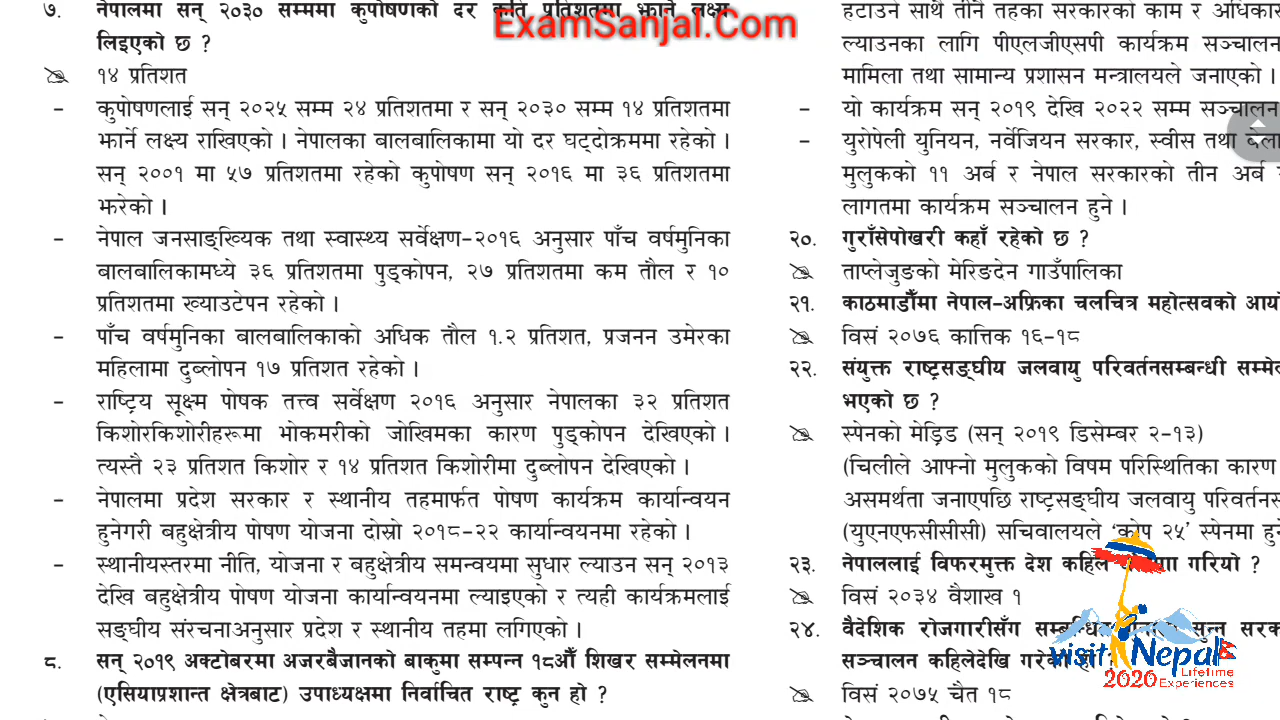 ७. नेपालमा सन् २०३० सम्ममा कुपोषणको दर कति प्रतिशतमा झार्ने लक्ष्य
लिइएको छ ?
१४ प्रतिशत
– कुपोषणलाई सन् २०२५ सम्म २४ प्रतिशतमा र सन् २०३० सम्म १४ प्रतिशतमा
झार्ने लक्ष्य राखिएको । नेपालका बालबालिकामा यो दर घट्दोक्रममा रहेको ।
सन् २००१ मा ५७ प्रतिशतमा रहेको कुपोषण सन् २०१६ मा ३६ प्रतिशतमा
झरेको ।
– नेपाल जनसाङ्ख्यिक तथा स्वास्थ्य सर्वेक्षण-२०१६ अनुसार पाँच वर्षमुनिका
बालबालिकामध्ये ३६ प्रतिशतमा पुड्कोपन, २७ प्रतिशतमा कम तौल र १०
प्रतिशतमा ख्याउटेपन रहेको ।
– पाँच वर्षमुनिका बालबालिकाको अधिक तौल १.२ प्रतिशत, प्रजनन उमेरका
महिलामा दुब्लोपन १७ प्रतिशत रहेको ।
– राष्ट्रिय सूक्ष्म पोषक तत्त्व सर्वेक्षण २०१६ अनुसार नेपालका ३२ प्रतिशत
किशोरकिशोरीहरूमा भोकमरीको जोखिमका कारण पुड्कोपन देखिएको ।
त्यस्तै २३ प्रतिशत किशोर र १४ प्रतिशत किशोरीमा दुब्लोपन देखिएको ।
– नेपालमा प्रदेश सरकार र स्थानीय तहमार्फत पोषण कार्यक्रम कार्यान्वयन
हुनेगरी बहुक्षेत्रीय पोषण योजना दोस्रो २०१८-२२ कार्यान्वयनमा रहेको ।
– स्थानीयस्तरमा नीति, योजना र बहुक्षेत्रीय समन्वयमा सुधार ल्याउन सन् २०१३
देखि बहुक्षेत्रीय पोषण योजना कार्यान्वयनमा ल्याइएको र त्यही कार्यक्रमलाई
सङ्घीय संरचनाअनुसार प्रदेश र स्थानीय तहमा लगिएको ।
८. सन् २०१९ अक्टोबरमा अजरबैजानको बाकुमा सम्पन्न १८औँ शिखर सम्मेलनमा
(एसियाप्रशान्त क्षेत्रबाट) उपाध्यक्षमा निर्वाचित राष्ट्र कुन हो ?
ExamSanjal.Com
हटाउने साथै तीनै तहका सरकारको काम र अधिकार
ल्याउनका लागि पीएलजीएसपी कार्यक्रम सञ्चालन
मामिला तथा सामान्य प्रशासन मन्त्रालयले जनाएको ।
– यो कार्यक्रम सन् २०१९ देखि २०२२ सम्म सञ्चालन
– युरोपेली युनियन, नर्वेजियन सरकार, स्वीस तथा
मुलुकको ११ अर्ब र नेपाल सरकारको तीन अर्ब
लागतमा कार्यक्रम सञ्चालन हुने ।
२०. गुराँसेपोखरी कहाँ रहेको छ ?
ताप्लेजुङको मेरिङदेन गाउँपालिका
२१. काठमाडौँमा नेपाल-अफ्रिका चलचित्र महोत्सवको
विसं २०७६ कात्तिक १६-१८
२२. संयुक्त राष्ट्रसङ्घीय जलवायु परिवर्तनसम्बन्धी
भएको छ ?
स्पेनको मेड्रिड (सन् २०१९ डिसेम्बर २-१३)
(चिलीले आफ्नो मुलुकको विषम परिस्थितिका कारण
असमर्थता जनाएपछि राष्ट्रसङ्घीय जलवायु
(युएनएफसीसीसी) सचिवालयले ‘कोप २५’ स्पेनमा
२३. नेपाललाई विफरमुक्त देश कहिले गरियो ?
विसं २०३४ वैशाख १
२४. वैदेशिक रोजगारीसँग सुन्न
सञ्चालन कहिलेदेखि
विसं २०७५ चैत १८
visit Nepal
2020 Lifetime
Experiences